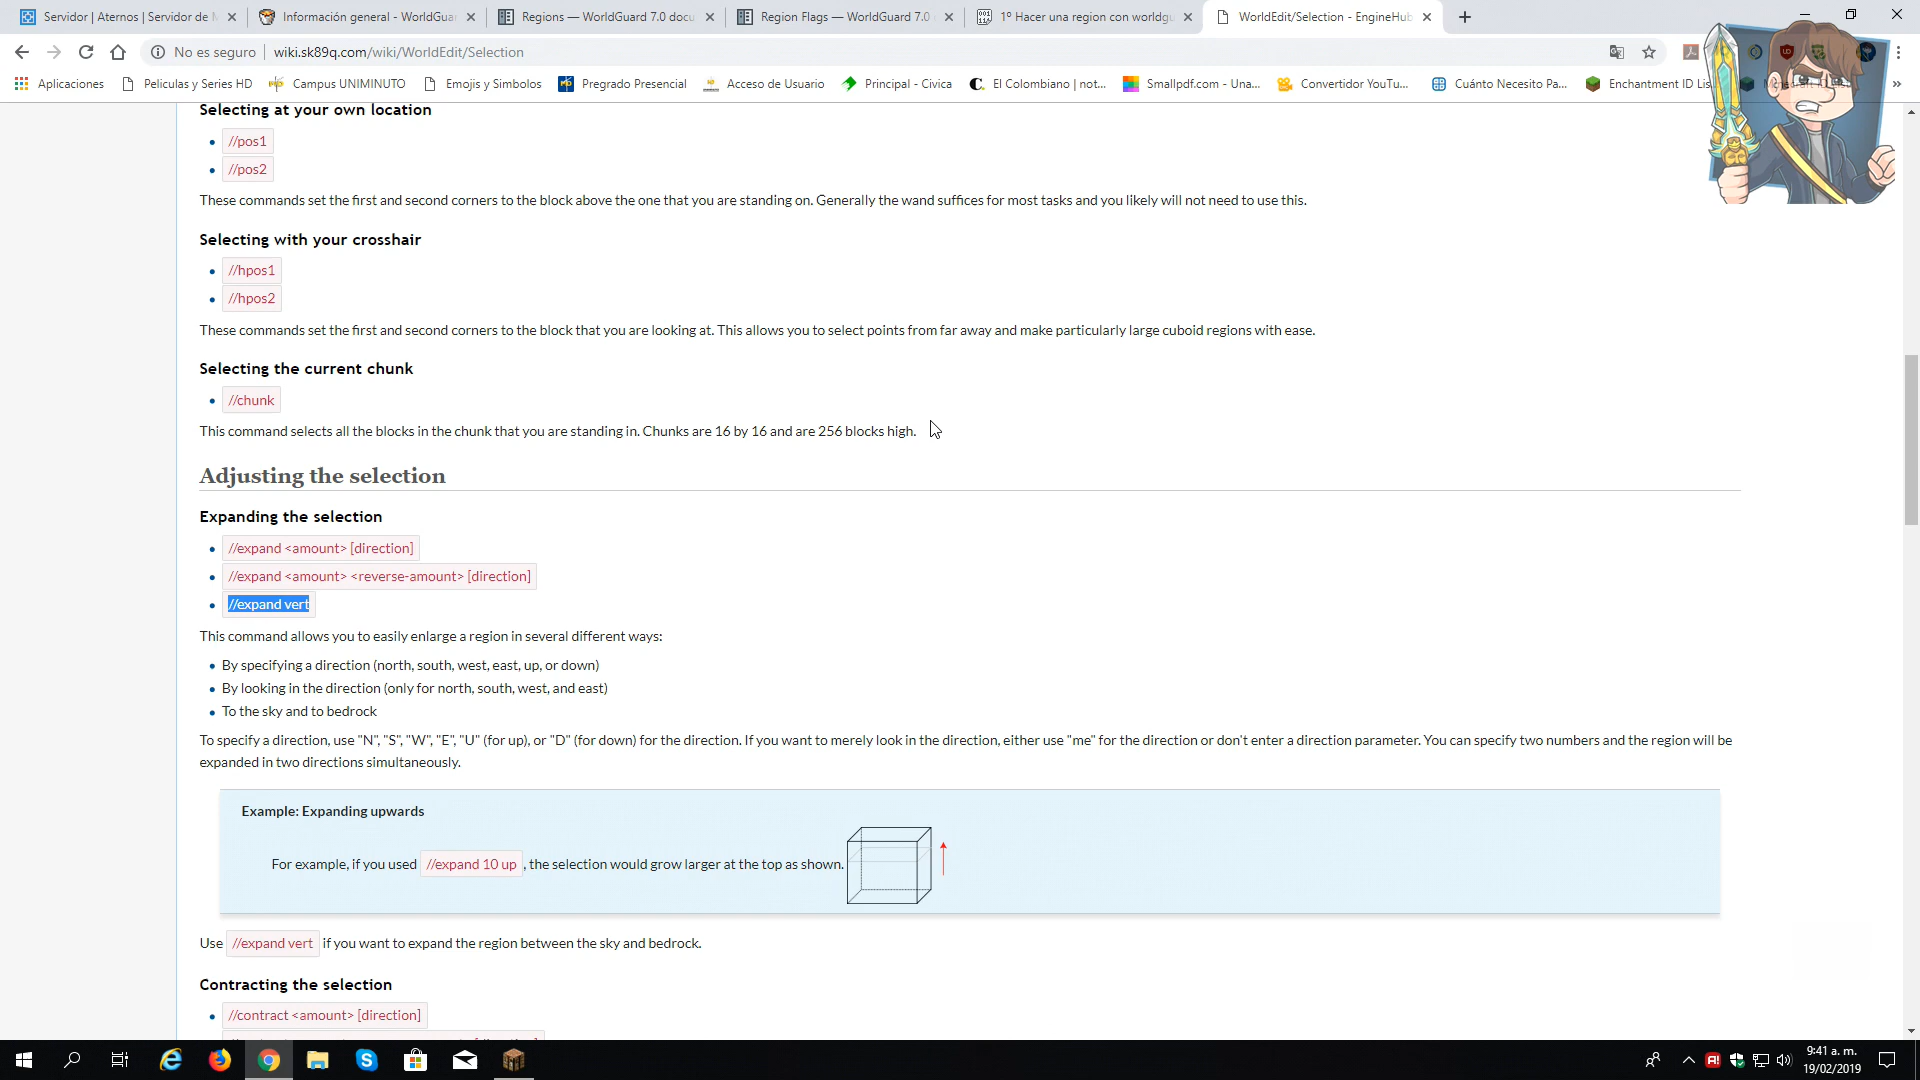 Servidor | Aternos | Servidor de M
Información general - WorldGua
Regions — WorldGuard 7.0 docu
Region Flags — WorldGuard 7.0
1º Hacer una region con worldgu
WorldEdit/Selection - EngineHub
No es seguro | wiki.sk89q.com/wiki/WorldEdit/Selection
Aplicaciones
Peliculas y Series HD
Campus UNIMINUTO
Emojis y Simbolos
Pregrado Presencial
Acceso de Usuario
Principal - Civica
El Colombiano | not...
Smallpdf.com - Una...
Convertidor YouTu...
Cuánto Necesito Pa...
Enchantment ID Lis
Selecting at your own location
//pos1
//pos2
These commands set the first and second corners to the block above the one that you are standing on. Generally the wand suffices for most tasks and you likely will not need to use this.
Selecting with your crosshair
//hpos1
//hpos2
These commands set the first and second corners to the block that you are looking at. This allows you to select points from far away and make particularly large cuboid regions with ease.
Selecting the current chunk
//chunk
This command selects all the blocks in the chunk that you are standing in. Chunks are 16 by 16 and are 256 blocks high.
Adjusting the selection
Expanding the selection
//expand <amount> [direction]
//expand <amount> <reverse-amount> [direction]
//expand vert
This command allows you to easily enlarge a region in several different ways:
By specifying a direction (north, south, west, east, up, or down)
By looking in the direction (only for north, south, west, and east)
To the sky and to bedrock
To specify a direction, use "N", "S", "W", "E", "U" (for up), or "D" (for down) for the direction. If you want to merely look in the direction, either use "me" for the direction or don't enter a direction parameter. You can specify two numbers and the region will be
expanded in two directions simultaneously.
Example: Expanding upwards
For example, if you used //expand 10 up , the selection would grow larger at the top as shown.
Use //expand vert if you want to expand the region between the sky and bedrock.
Contracting the selection
//contract <amount> [direction]
9:41 a. m.
19/02/2019